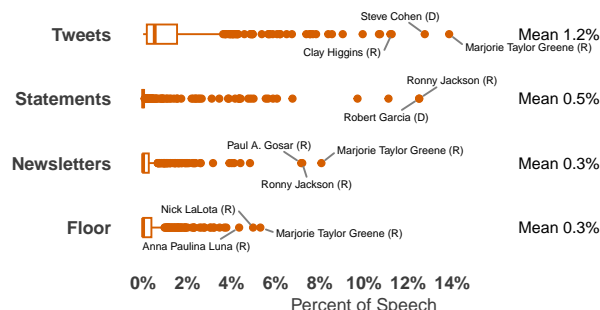 Steve Cohen (D)
Tweets
Mean 1.2%
Clay Higgins (R)
Marjorie Taylor Greene (R)
Ronny Jackson (R)
Statements
Mean 0.5%
Robert Garcia (D)
Paul A. Gosar (R)
Marjorie Taylor Greene (R)
Newsletters
Mean 0.3%
Ronny Jackson (R)
Nick LaLota (R)
Floor
Mean 0.3%
Marjorie Taylor Greene (R)
Anna Paulina Luna (R)
0% 2% 4% 6% 8% 10% 12% 14%
Percent of Speech